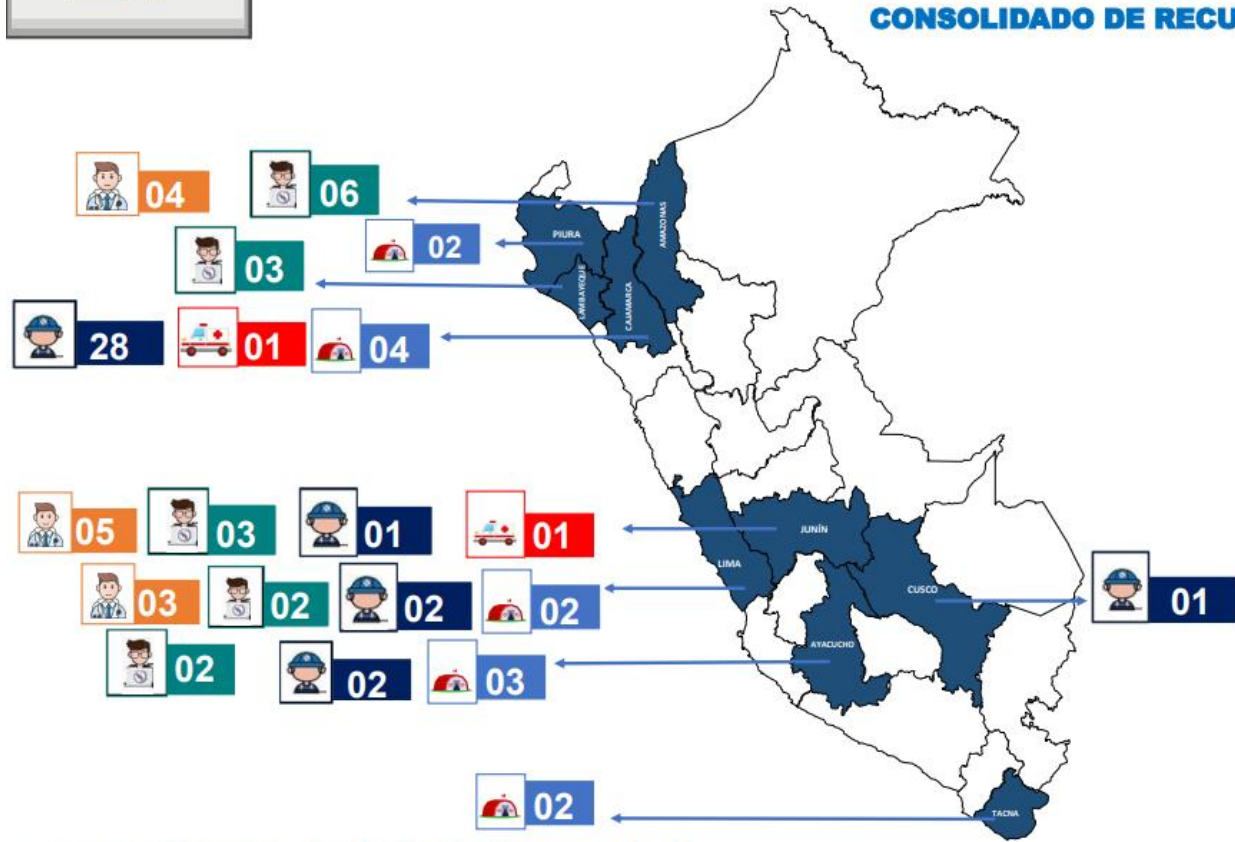 CONSOLIDADO DE RECU
04
06
AMAZONAS
PIURA
02
03
LAMBAYEQUE
CAJAMARCA
28
01
04
05
03
01
01
JUNÍN
LIMA
03
02
02
02
CUSCO
01
02
02
03
AYACUCHO
02
TACNA